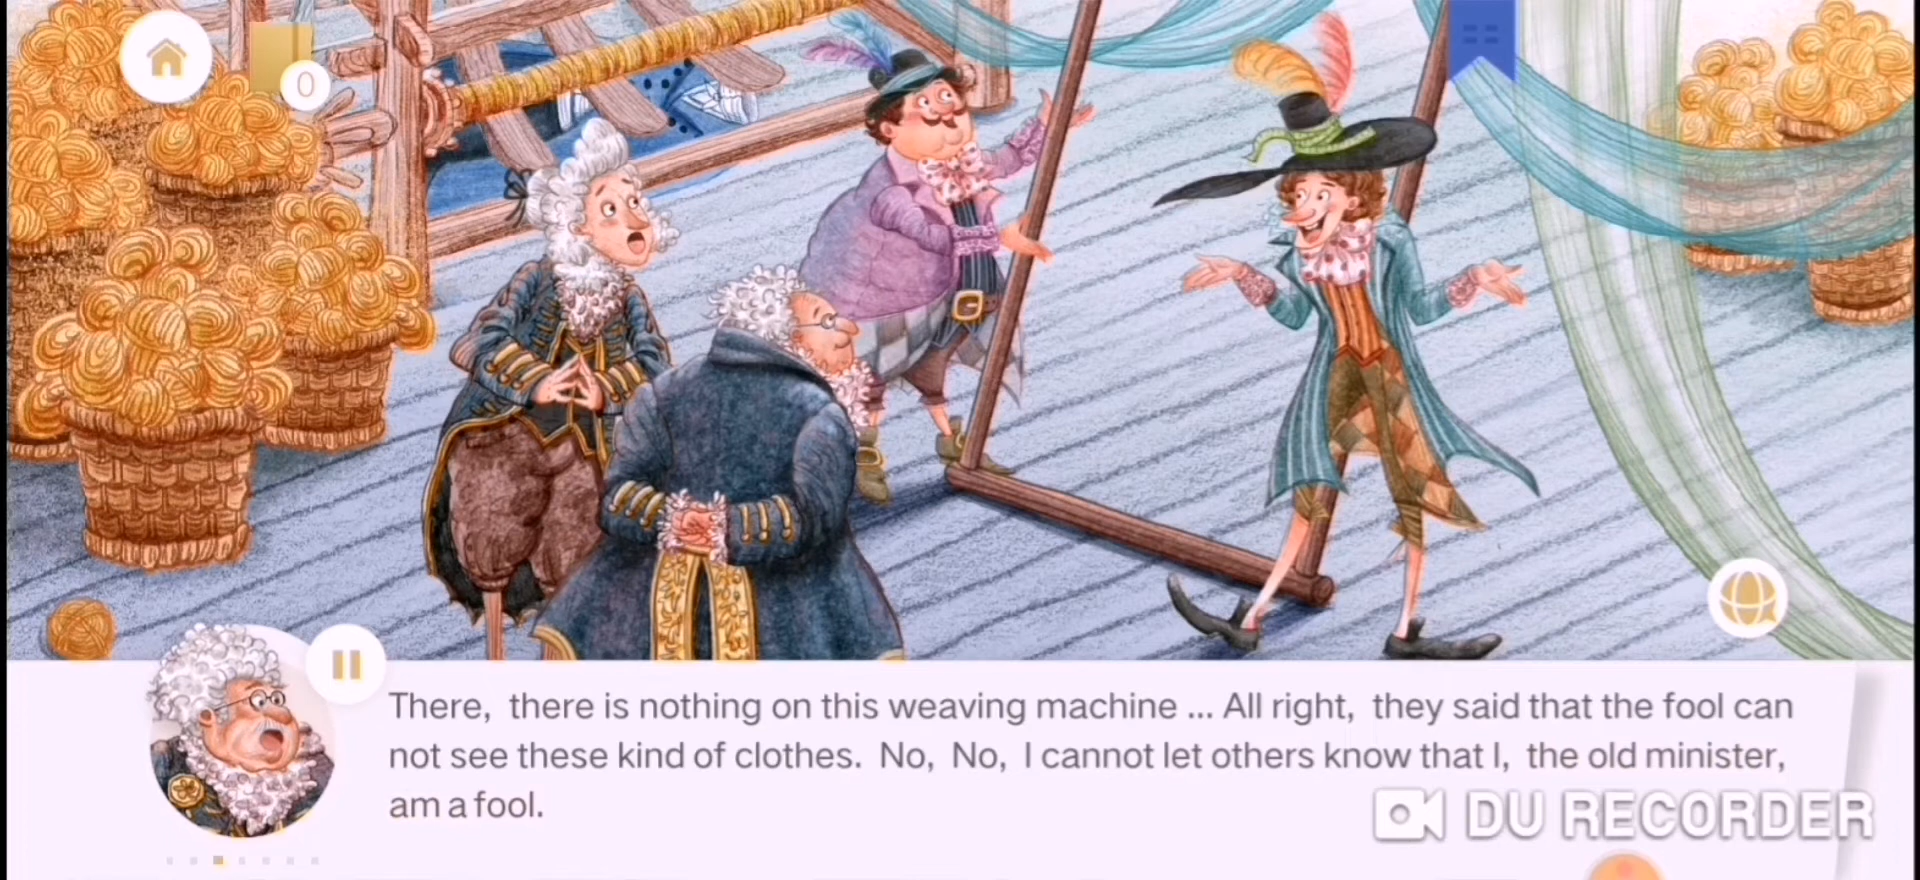 0
There, there is nothing on this weaving machine ... All right, they said that the fool can
not see these kind of clothes. No, No, I cannot let others know that I, the old minister,
am a fool.
DU RECORDER